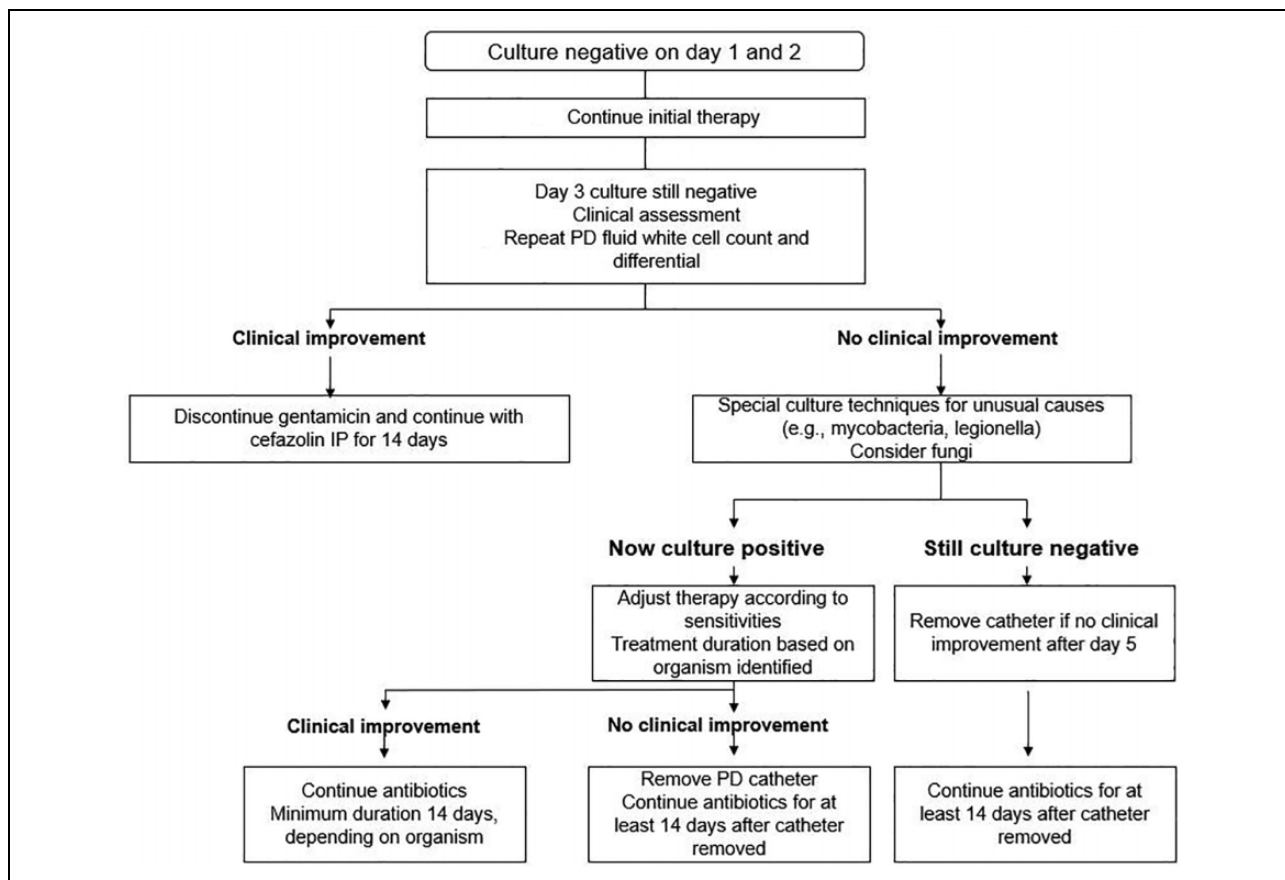 Culture negative on day 1 and 2
Continue initial therapy
Day 3 culture still negative
Clinical assessment
Repeat PD fluid white cell count and
differential
Clinical improvement
No clinical improvement
Discontinue gentamicin and continue with
cefazolin IP for 14 days
Special culture techniques for unusual causes
(e.g., mycobacteria, legionella)
Consider fungi
Now culture positive
Still culture negative
Adjust therapy according to
sensitivities
Treatment duration based on
organism identified
Remove catheter if no clinical
improvement after day 5
Clinical improvement
No clinical improvement
Continue antibiotics
Minimum duration 14 days,
depending on organism
Remove PD catheter
Continue antibiotics for at
least 14 days after catheter
removed
Continue antibiotics for at
least 14 days after catheter
removed